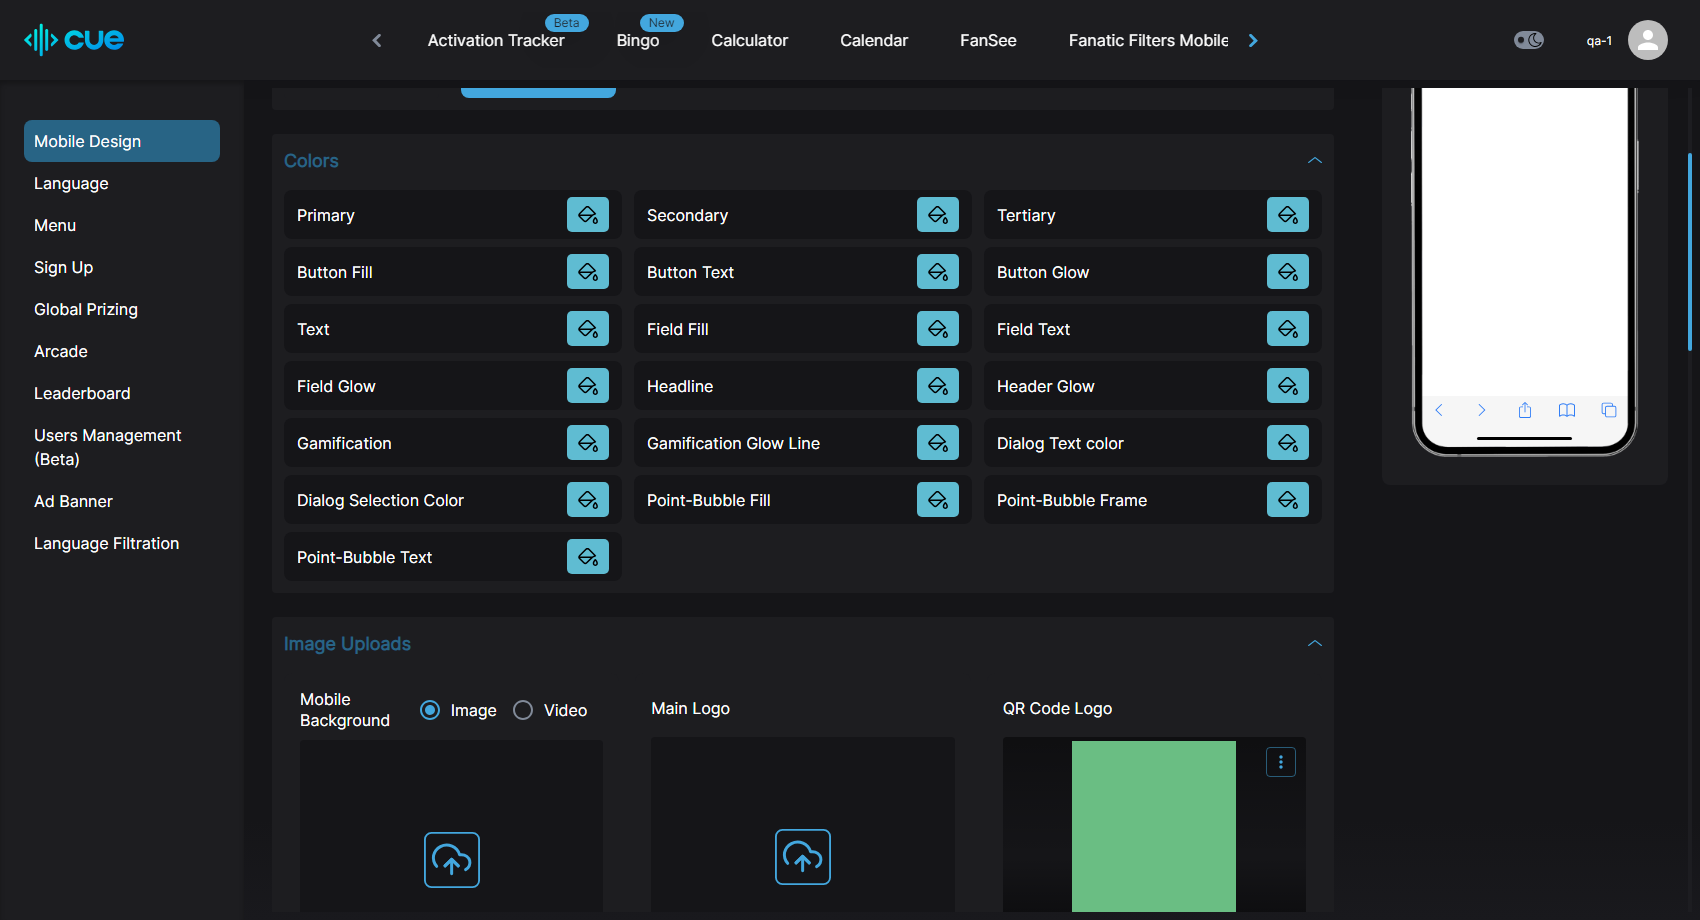 cue
Activation Tracker
Beta
Bingo
New
Calculator
Calendar
FanSee
Fanatic Filters Mobile
qa-1
Mobile Design
Language
Menu
Sign Up
Global Prizing
Arcade
Leaderboard
Users Management
(Beta)
Ad Banner
Language Filtration
Colors
Primary
Secondary
Tertiary
Button Fill
Button Text
Button Glow
Text
Field Fill
Field Text
Field Glow
Headline
Header Glow
Gamification
Gamification Glow Line
Dialog Text color
Dialog Selection Color
Point-Bubble Fill
Point-Bubble Frame
Point-Bubble Text
Image Uploads
Mobile
Background
Image
Video
Main Logo
QR Code Logo